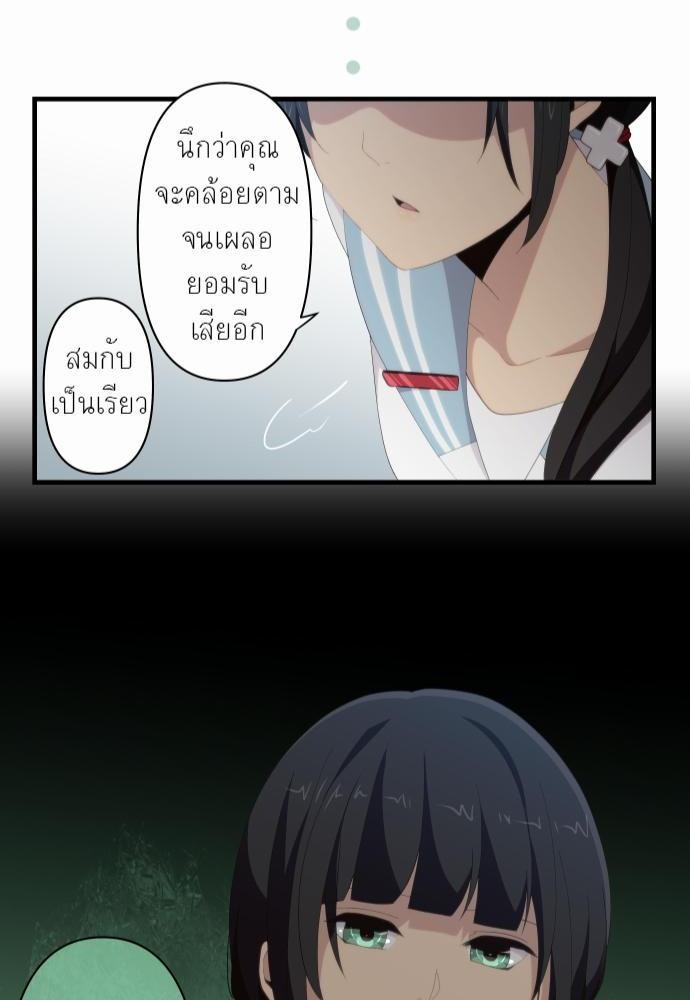 นึกว่าคุณ
จะคล้อยตาม
จนเผลอ
ยอมรับ
เสียอีก
สมกับ
เป็นเรียว